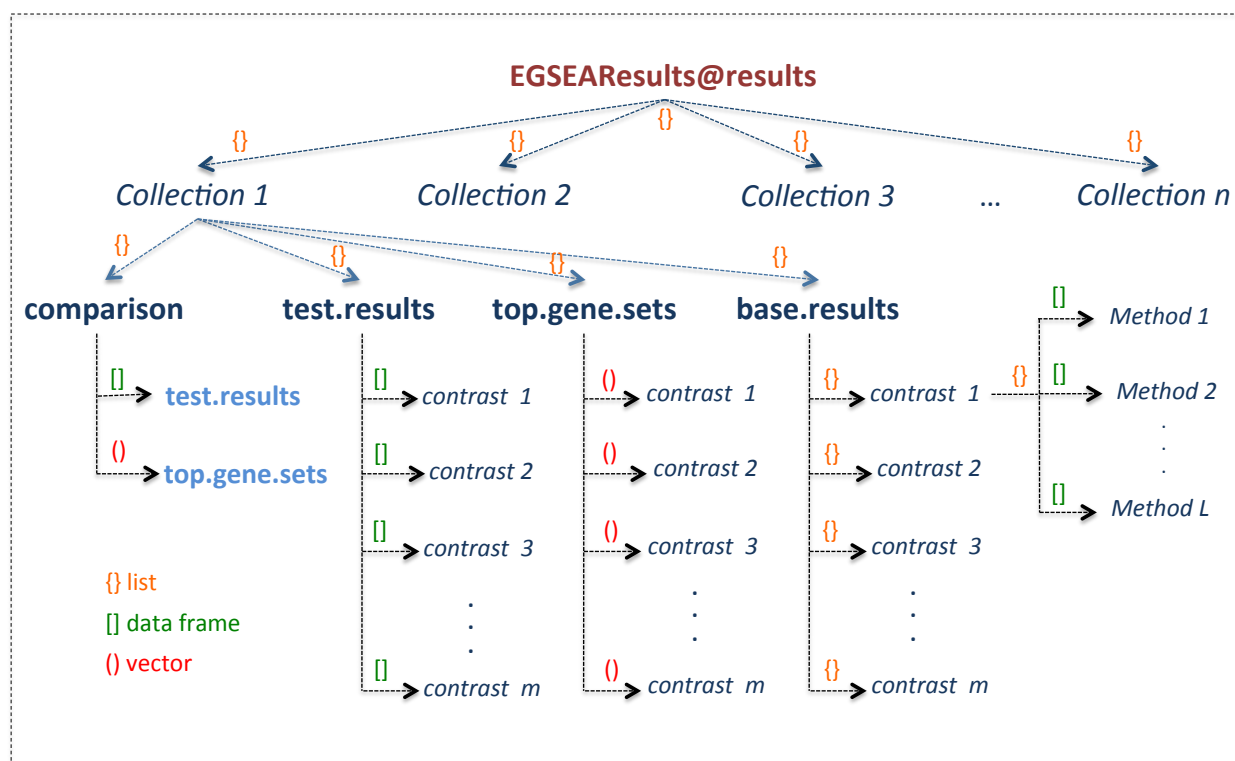 EGSEAResults@results
{} {} {} {} {}
Collection 1 Collection 2 Collection 3 ... Collection n
{} {} {} {}
comparison test.results top.gene.sets base.results
[] test.results
() top.gene.sets
[] contrast 1
[] contrast 2
[] contrast 3
. . .
[] contrast m
() contrast 1
() contrast 2
() contrast 3
. . .
() contrast m
{} contrast 1
{} contrast 2
{} contrast 3
. . .
{} contrast m
{}
[] Method 1
[] Method 2
. . .
[] Method L
{} list
[] data frame
() vector